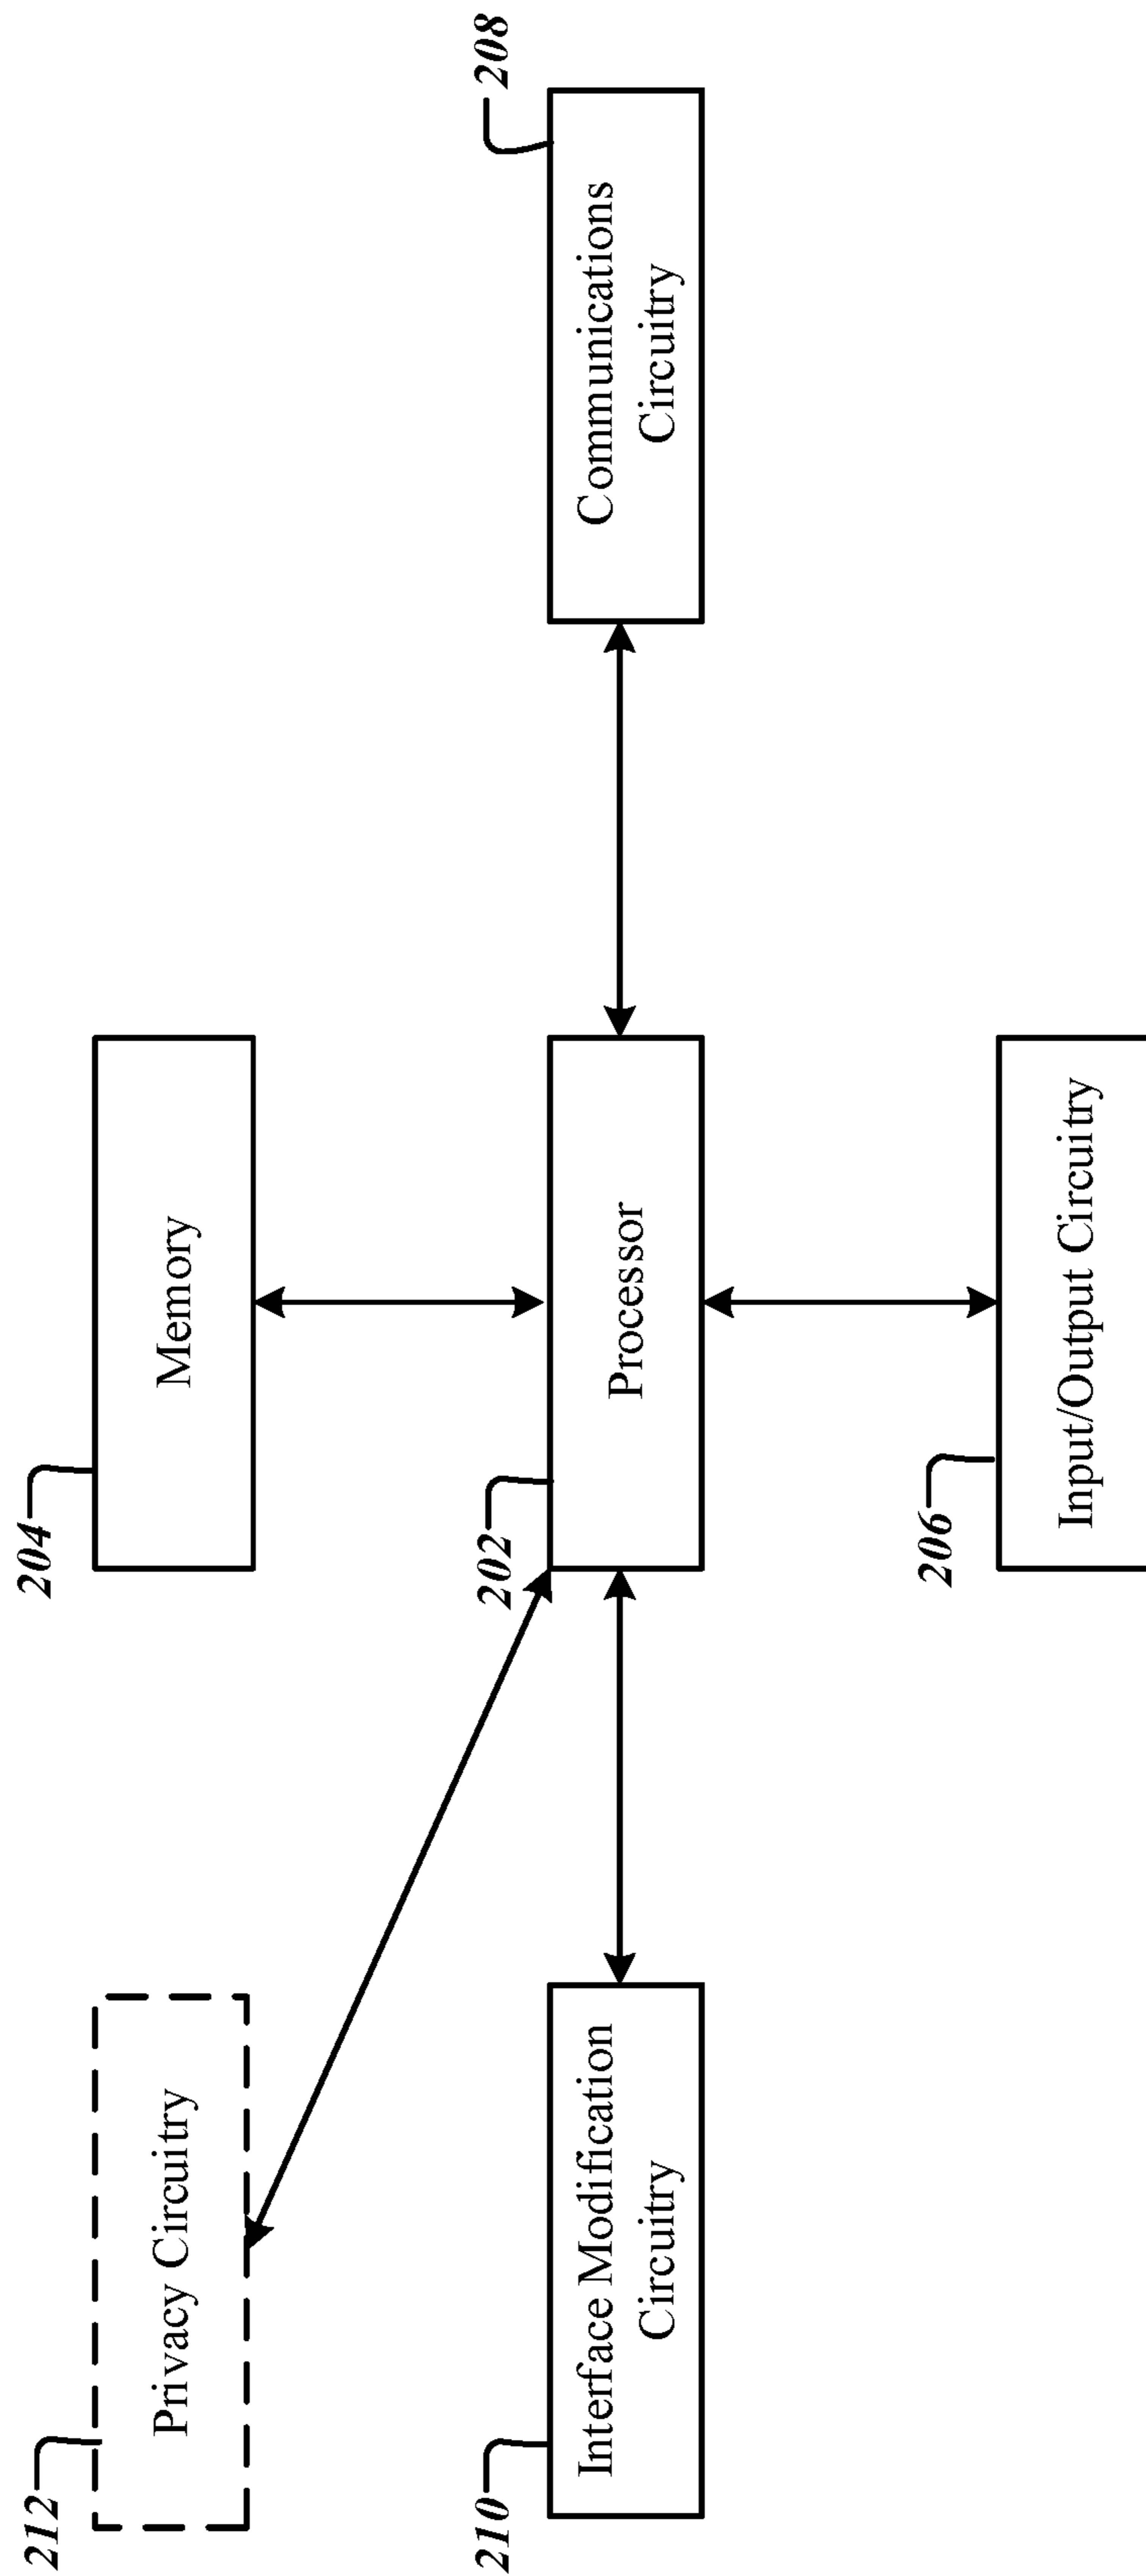 212
Privacy Circuitry
204
Memory
210
Interface Modification
Circuitry
202
Processor
208
Communications
Circuitry
206
Input/Output Circuitry